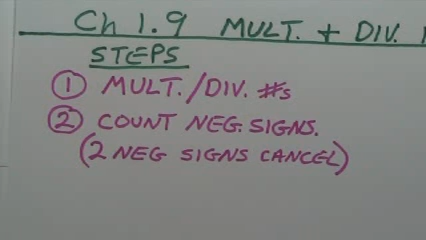 Ch 1.9 MULT. + DIV.
STEPS
① MULT./DIV. #s
② COUNT NEG. SIGNS.
(2 NEG SIGNS CANCEL)